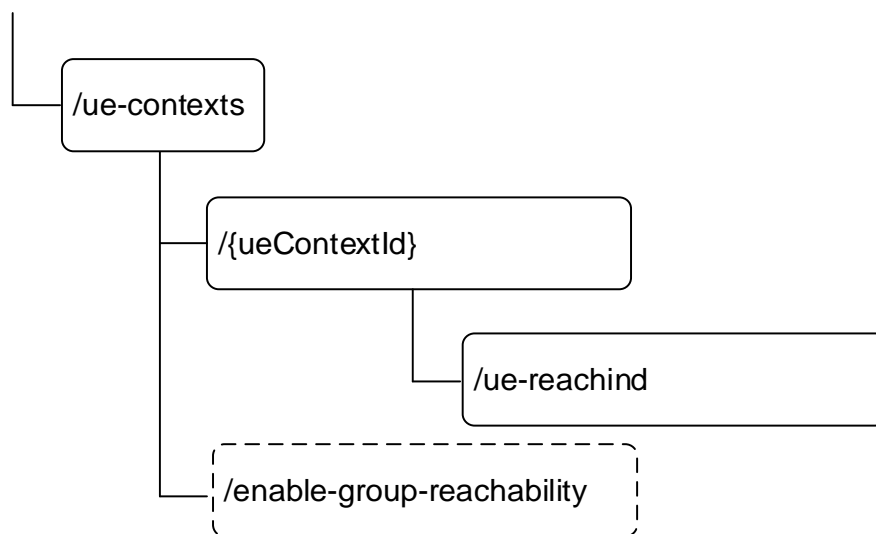 /ue-contexts
/{ueContextId}
/ue-reachind
/enable-group-reachability